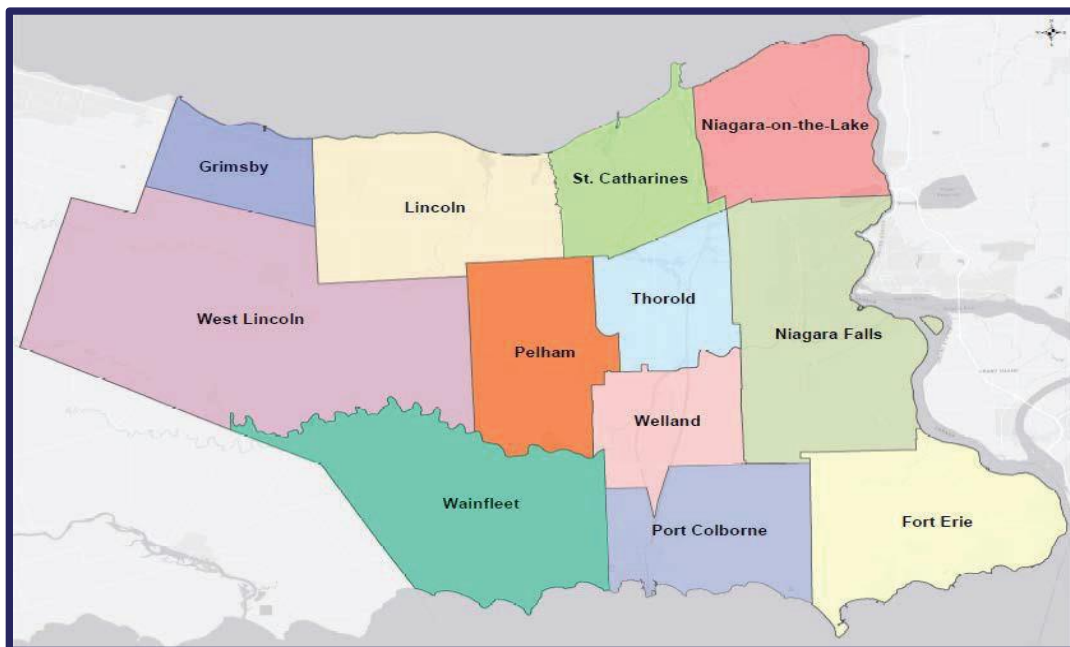 Niagara-on-the-Lake
Grimsby
St. Catharines
Lincoln
Thorold
West Lincoln
Niagara Falls
Pelham
Welland
Wainfleet
Fort Erie
Port Colborne